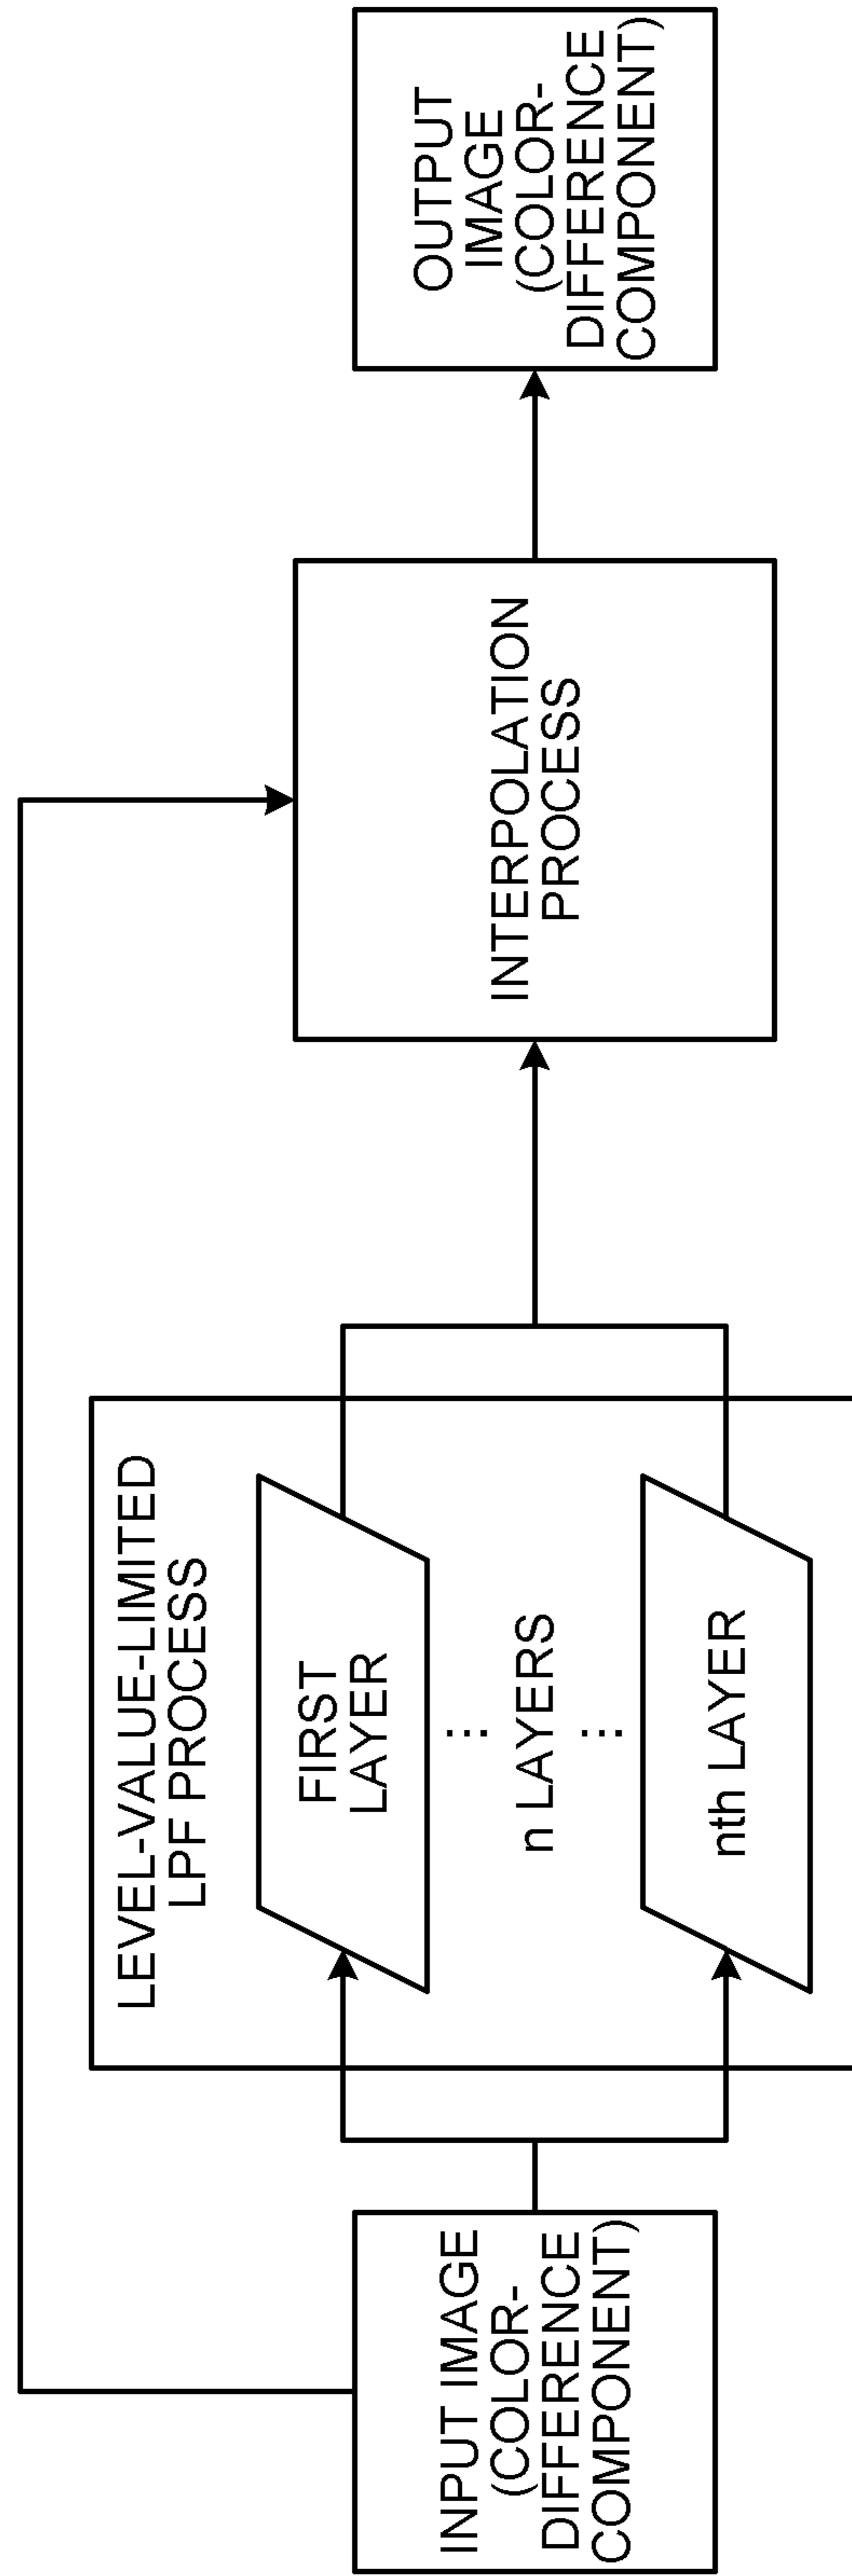 INPUT IMAGE
(COLOR-
DIFFERENCE
COMPONENT)
LEVEL-VALUE-LIMITED
LPF PROCESS
FIRST
LAYER
...
n LAYERS
...
nth LAYER
INTERPOLATION
PROCESS
OUTPUT
IMAGE
(COLOR-
DIFFERENCE
COMPONENT)